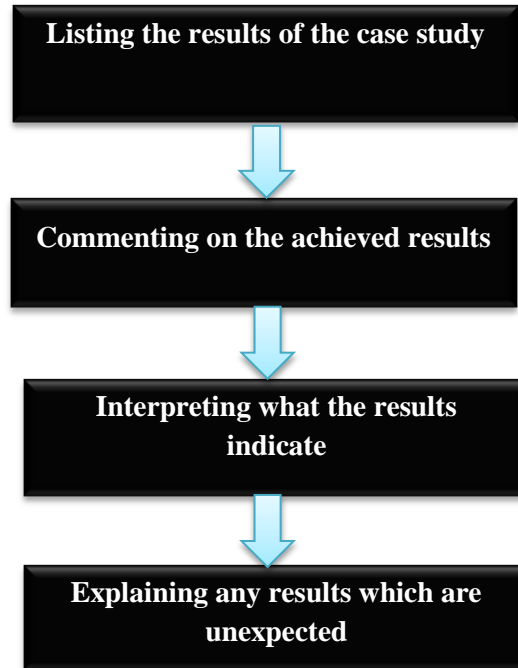 Listing the results of the case study
Commenting on the achieved results
Interpreting what the results
indicate
Explaining any results which are
unexpected